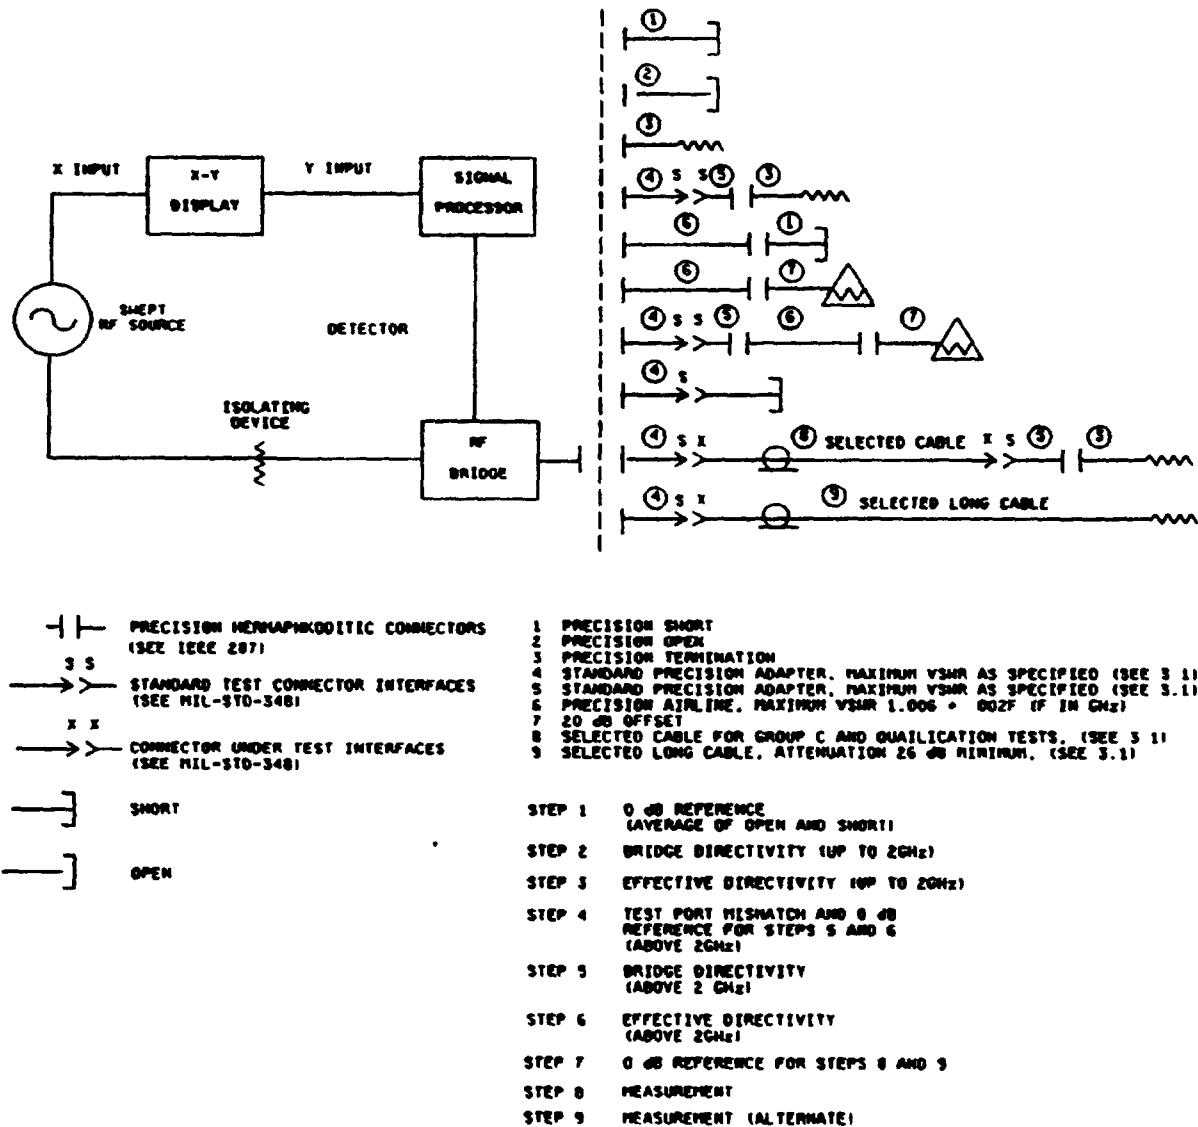 X INPUT
X-Y
DISPLAY
Y INPUT
SIGNAL
PROCESSOR
SWEPT
RF SOURCE
DETECTOR
ISOLATING
DEVICE
RF
BRIDGE
1
2
3
4 S S 5 3
6 1
6 7
4 S S 5 6 7
4 S
4 S X 8 SELECTED CABLE X S 5 3
4 S X 9 SELECTED LONG CABLE
PRECISION HERMAPHRODITIC CONNECTORS
(SEE IEEE 287)
S S
STANDARD TEST CONNECTOR INTERFACES
(SEE MIL-STD-348)
X X
CONNECTOR UNDER TEST INTERFACES
(SEE MIL-STD-348)
SHORT
OPEN
1 PRECISION SHORT
2 PRECISION OPEN
3 PRECISION TERMINATION
4 STANDARD PRECISION ADAPTER, MAXIMUM VSWR AS SPECIFIED (SEE 3 1)
5 STANDARD PRECISION ADAPTER, MAXIMUM VSWR AS SPECIFIED (SEE 3.1)
6 PRECISION AIRLINE, MAXIMUM VSWR 1.006 + 002F (F IN GHz)
7 20 dB OFFSET
8 SELECTED CABLE FOR GROUP C AND QUAILICATION TESTS, (SEE 3 1)
9 SELECTED LONG CABLE, ATTENUATION 26 dB MINIMUM, (SEE 3.1)
STEP 1 0 dB REFERENCE
(AVERAGE OF OPEN AND SHORT)
STEP 2 BRIDGE DIRECTIVITY (UP TO 2GHz)
STEP 3 EFFECTIVE DIRECTIVITY (UP TO 2GHz)
STEP 4 TEST PORT MISMATCH AND 0 dB
REFERENCE FOR STEPS 5 AND 6
(ABOVE 2GHz)
STEP 5 BRIDGE DIRECTIVITY
(ABOVE 2 GHz)
STEP 6 EFFECTIVE DIRECTIVITY
(ABOVE 2GHz)
STEP 7 0 dB REFERENCE FOR STEPS 8 AND 9
STEP 8 MEASUREMENT
STEP 9 MEASUREMENT (ALTERNATE)